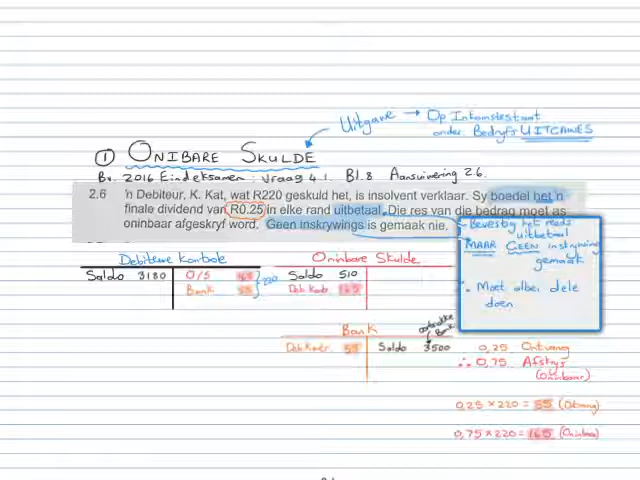 Uitgawe → Op Inkomstestaat
onder Bedryfs UITGAWES
① ONIBARE SKULDE
Bv. 2016 Eindeksamen: Vraag 4.1. Bl.8 Aansuiwering 2.6.
2.6 'n Debiteur, K. Kat, wat R220 geskuld het, is insolvent verklaar. Sy boedel het 'n
finale dividend van R0.25 in elke rand uitbetaal. Die res van die bedrag moet as
oninbaar afgeskryf word. Geen inskrywings is gemaak nie.
- Bevestig het reeds
uitbetaal
MAAR GEEN inskrywing
gemaak
∴ Moet albei dele
doen
Debiteure Kontrole
Saldo 3180 O/S 165
Bank 55
220
Oninbare Skulde
Saldo 510
Deb Kont. 165
Bank
Oortrokke
Bank
Deb Kontr. 55 Saldo 3500
0,25 Ontvang
∴ 0,75 Afskryf
(Oninbaar)
0,25 × 220 = 55 (Ontvang)
0,75 × 220 = 165 (Oninbaar)